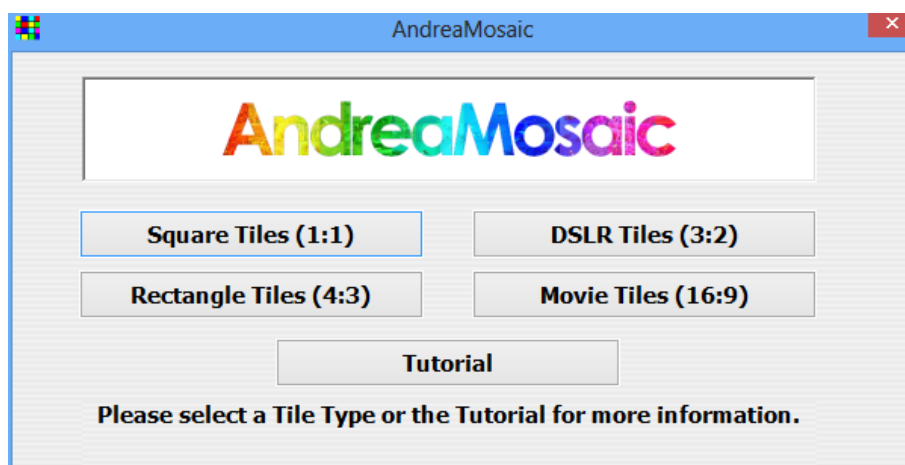 AndreaMosaic
AndreaMosaic
Square Tiles (1:1)
DSLR Tiles (3:2)
Rectangle Tiles (4:3)
Movie Tiles (16:9)
Tutorial
Please select a Tile Type or the Tutorial for more information.